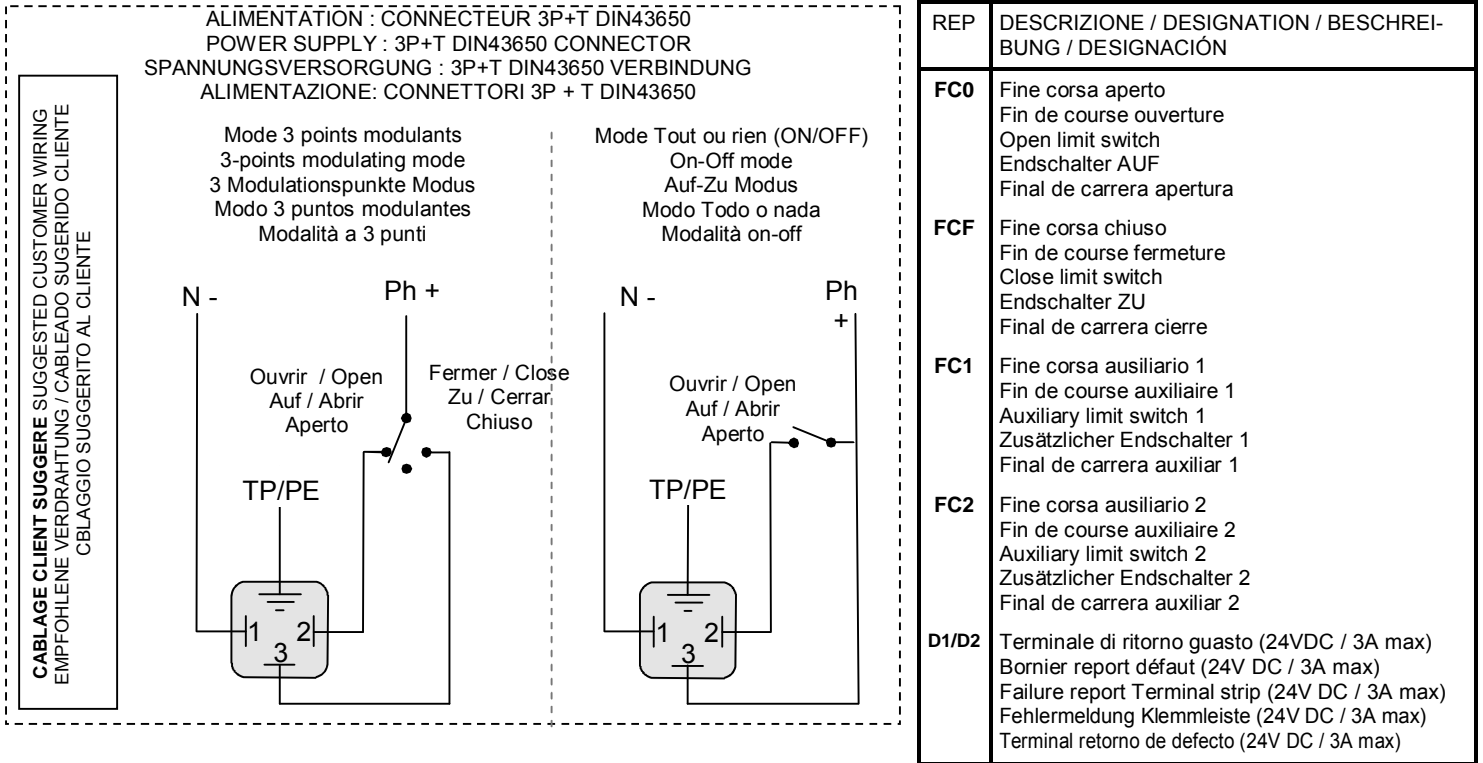 ALIMENTATION : CONNECTEUR 3P+T DIN43650
POWER SUPPLY : 3P+T DIN43650 CONNECTOR
SPANNUNGSVERSORGUNG : 3P+T DIN43650 VERBINDUNG
ALIMENTAZIONE: CONNETTORI 3P + T DIN43650
CABLAGE CLIENT SUGGERE SUGGESTED CUSTOMER WIRING
EMPFOHLENE VERDRAHTUNG / CABLEADO SUGERIDO CLIENTE
CBLAGGIO SUGGERITO AL CLIENTE
Mode 3 points modulants
3-points modulating mode
3 Modulationspunkte Modus
Modo 3 puntos modulantes
Modalità a 3 punti
N -
Ph +
Ouvrir / Open
Auf / Abrir
Aperto
Fermer / Close
Zu / Cerrar
Chiuso
TP/PE
1 2
3
Mode Tout ou rien (ON/OFF)
On-Off mode
Auf-Zu Modus
Modo Todo o nada
Modalità on-off
N -
Ph
+
Ouvrir / Open
Auf / Abrir
Aperto
TP/PE
1 2
3
REP DESCRIZIONE / DESIGNATION / BESCHREI-
BUNG / DESIGNACIÓN
FC0 Fine corsa aperto
Fin de course ouverture
Open limit switch
Endschalter AUF
Final de carrera apertura
FCF Fine corsa chiuso
Fin de course fermeture
Close limit switch
Endschalter ZU
Final de carrera cierre
FC1 Fine corsa ausiliario 1
Fin de course auxiliaire 1
Auxiliary limit switch 1
Zusätzlicher Endschalter 1
Final de carrera auxiliar 1
FC2 Fine corsa ausiliario 2
Fin de course auxiliaire 2
Auxiliary limit switch 2
Zusätzlicher Endschalter 2
Final de carrera auxiliar 2
D1/D2 Terminale di ritorno guasto (24VDC / 3A max)
Bornier report défaut (24V DC / 3A max)
Failure report Terminal strip (24V DC / 3A max)
Fehlermeldung Klemmleiste (24V DC / 3A max)
Terminal retorno de defecto (24V DC / 3A max)